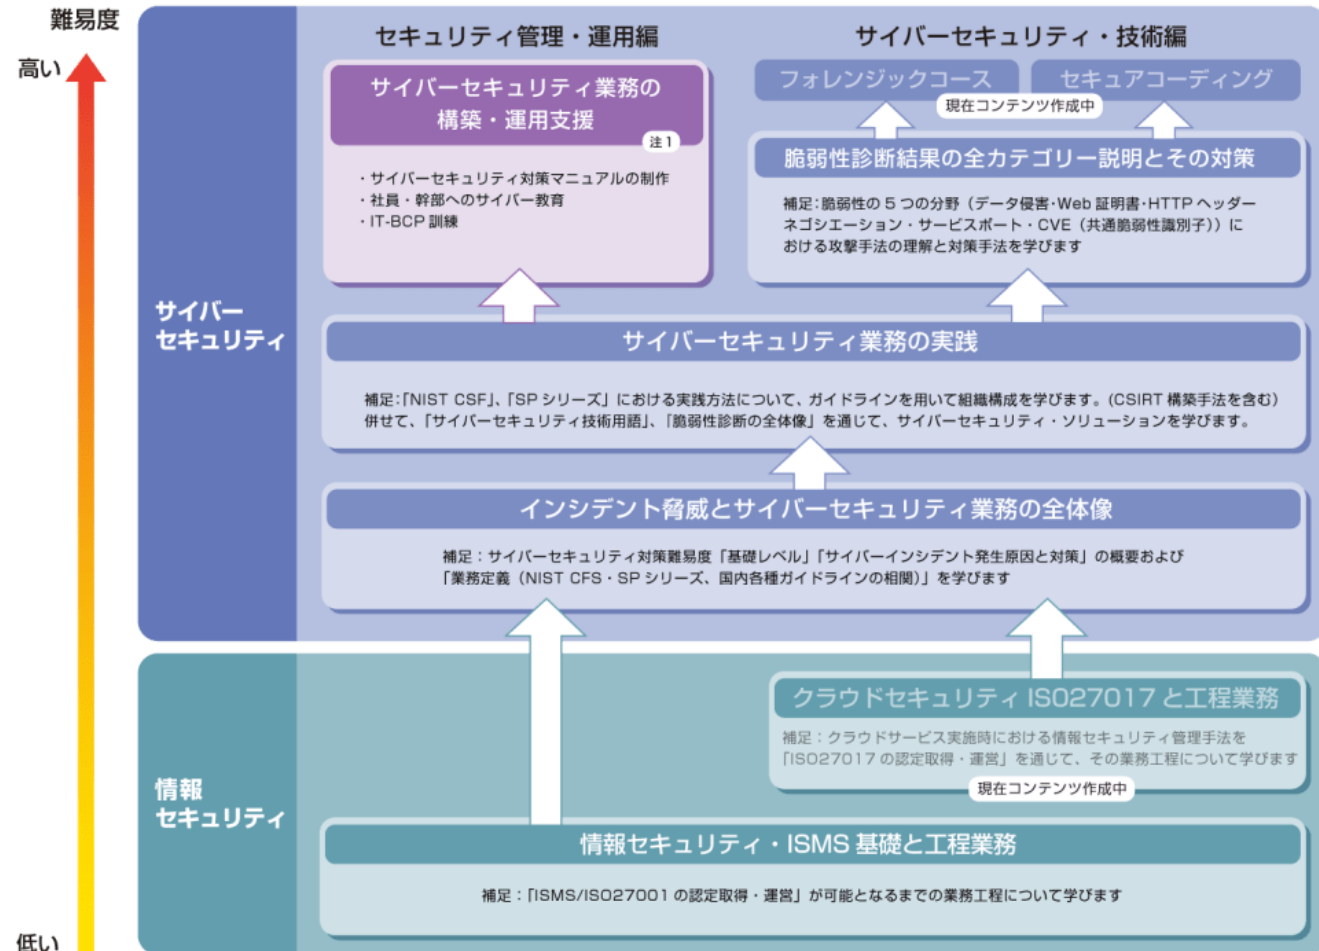 難易度
高い
セキュリティ管理・運用編
サイバーセキュリティ・技術編
サイバーセキュリティ業務の
構築・運用支援
注1
・サイバーセキュリティ対策マニュアルの制作
・社員・幹部へのサイバー教育
・IT-BCP 訓練
フォレンジックコース
セキュアコーディング
現在コンテンツ作成中
脆弱性診断結果の全カテゴリー説明とその対策
補足：脆弱性の5つの分野（データ侵害・Web 証明書・HTTP ヘッダー
ネゴシエーション・サービスポート・CVE（共通脆弱性識別子））に
おける攻撃手法の理解と対策手法を学びます
サイバー
セキュリティ
サイバーセキュリティ業務の実践
補足：「NIST CSF」、「SP シリーズ」における実践方法について、ガイドラインを用いて組織構成を学びます。（CSIRT 構築手法を含む）
併せて、「サイバーセキュリティ技術用語」、「脆弱性診断の全体像」を通じて、サイバーセキュリティ・ソリューションを学びます。
インシデント脅威とサイバーセキュリティ業務の全体像
補足：サイバーセキュリティ対策難易度「基礎レベル」「サイバーインシデント発生原因と対策」の概要および
「業務定義（NIST CFS・SP シリーズ、国内各種ガイドラインの相関）」を学びます
クラウドセキュリティ ISO27017 と工程業務
補足：クラウドサービス実施時における情報セキュリティ管理手法を
「ISO27017 の認定取得・運営」を通じて、その業務工程について学びます
現在コンテンツ作成中
情報
セキュリティ
情報セキュリティ・ISMS 基礎と工程業務
補足：「ISMS/ISO27001 の認定取得・運営」が可能となるまでの業務工程について学びます
低い